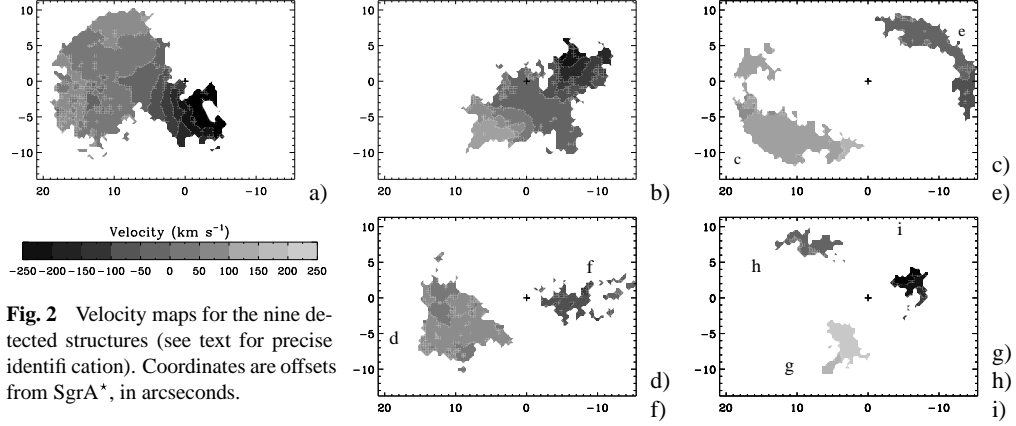 10
5
0
−5
−10
20 10 0 −10
a)
10
5
0
−5
−10
20 10 0 −10
b)
10
5
0
−5
−10
20 10 0 −10
e
c
c)
e)
Velocity (km s⁻¹)
−250 −200 −150 −100 −50 0 50 100 150 200 250
Fig. 2 Velocity maps for the nine de-
tected structures (see text for precise
identifi cation). Coordinates are offsets
from SgrA⋆, in arcseconds.
10
5
0
−5
−10
20 10 0 −10
d
f
d)
f)
10
5
0
−5
−10
20 10 0 −10
h
i
g
g)
h)
i)